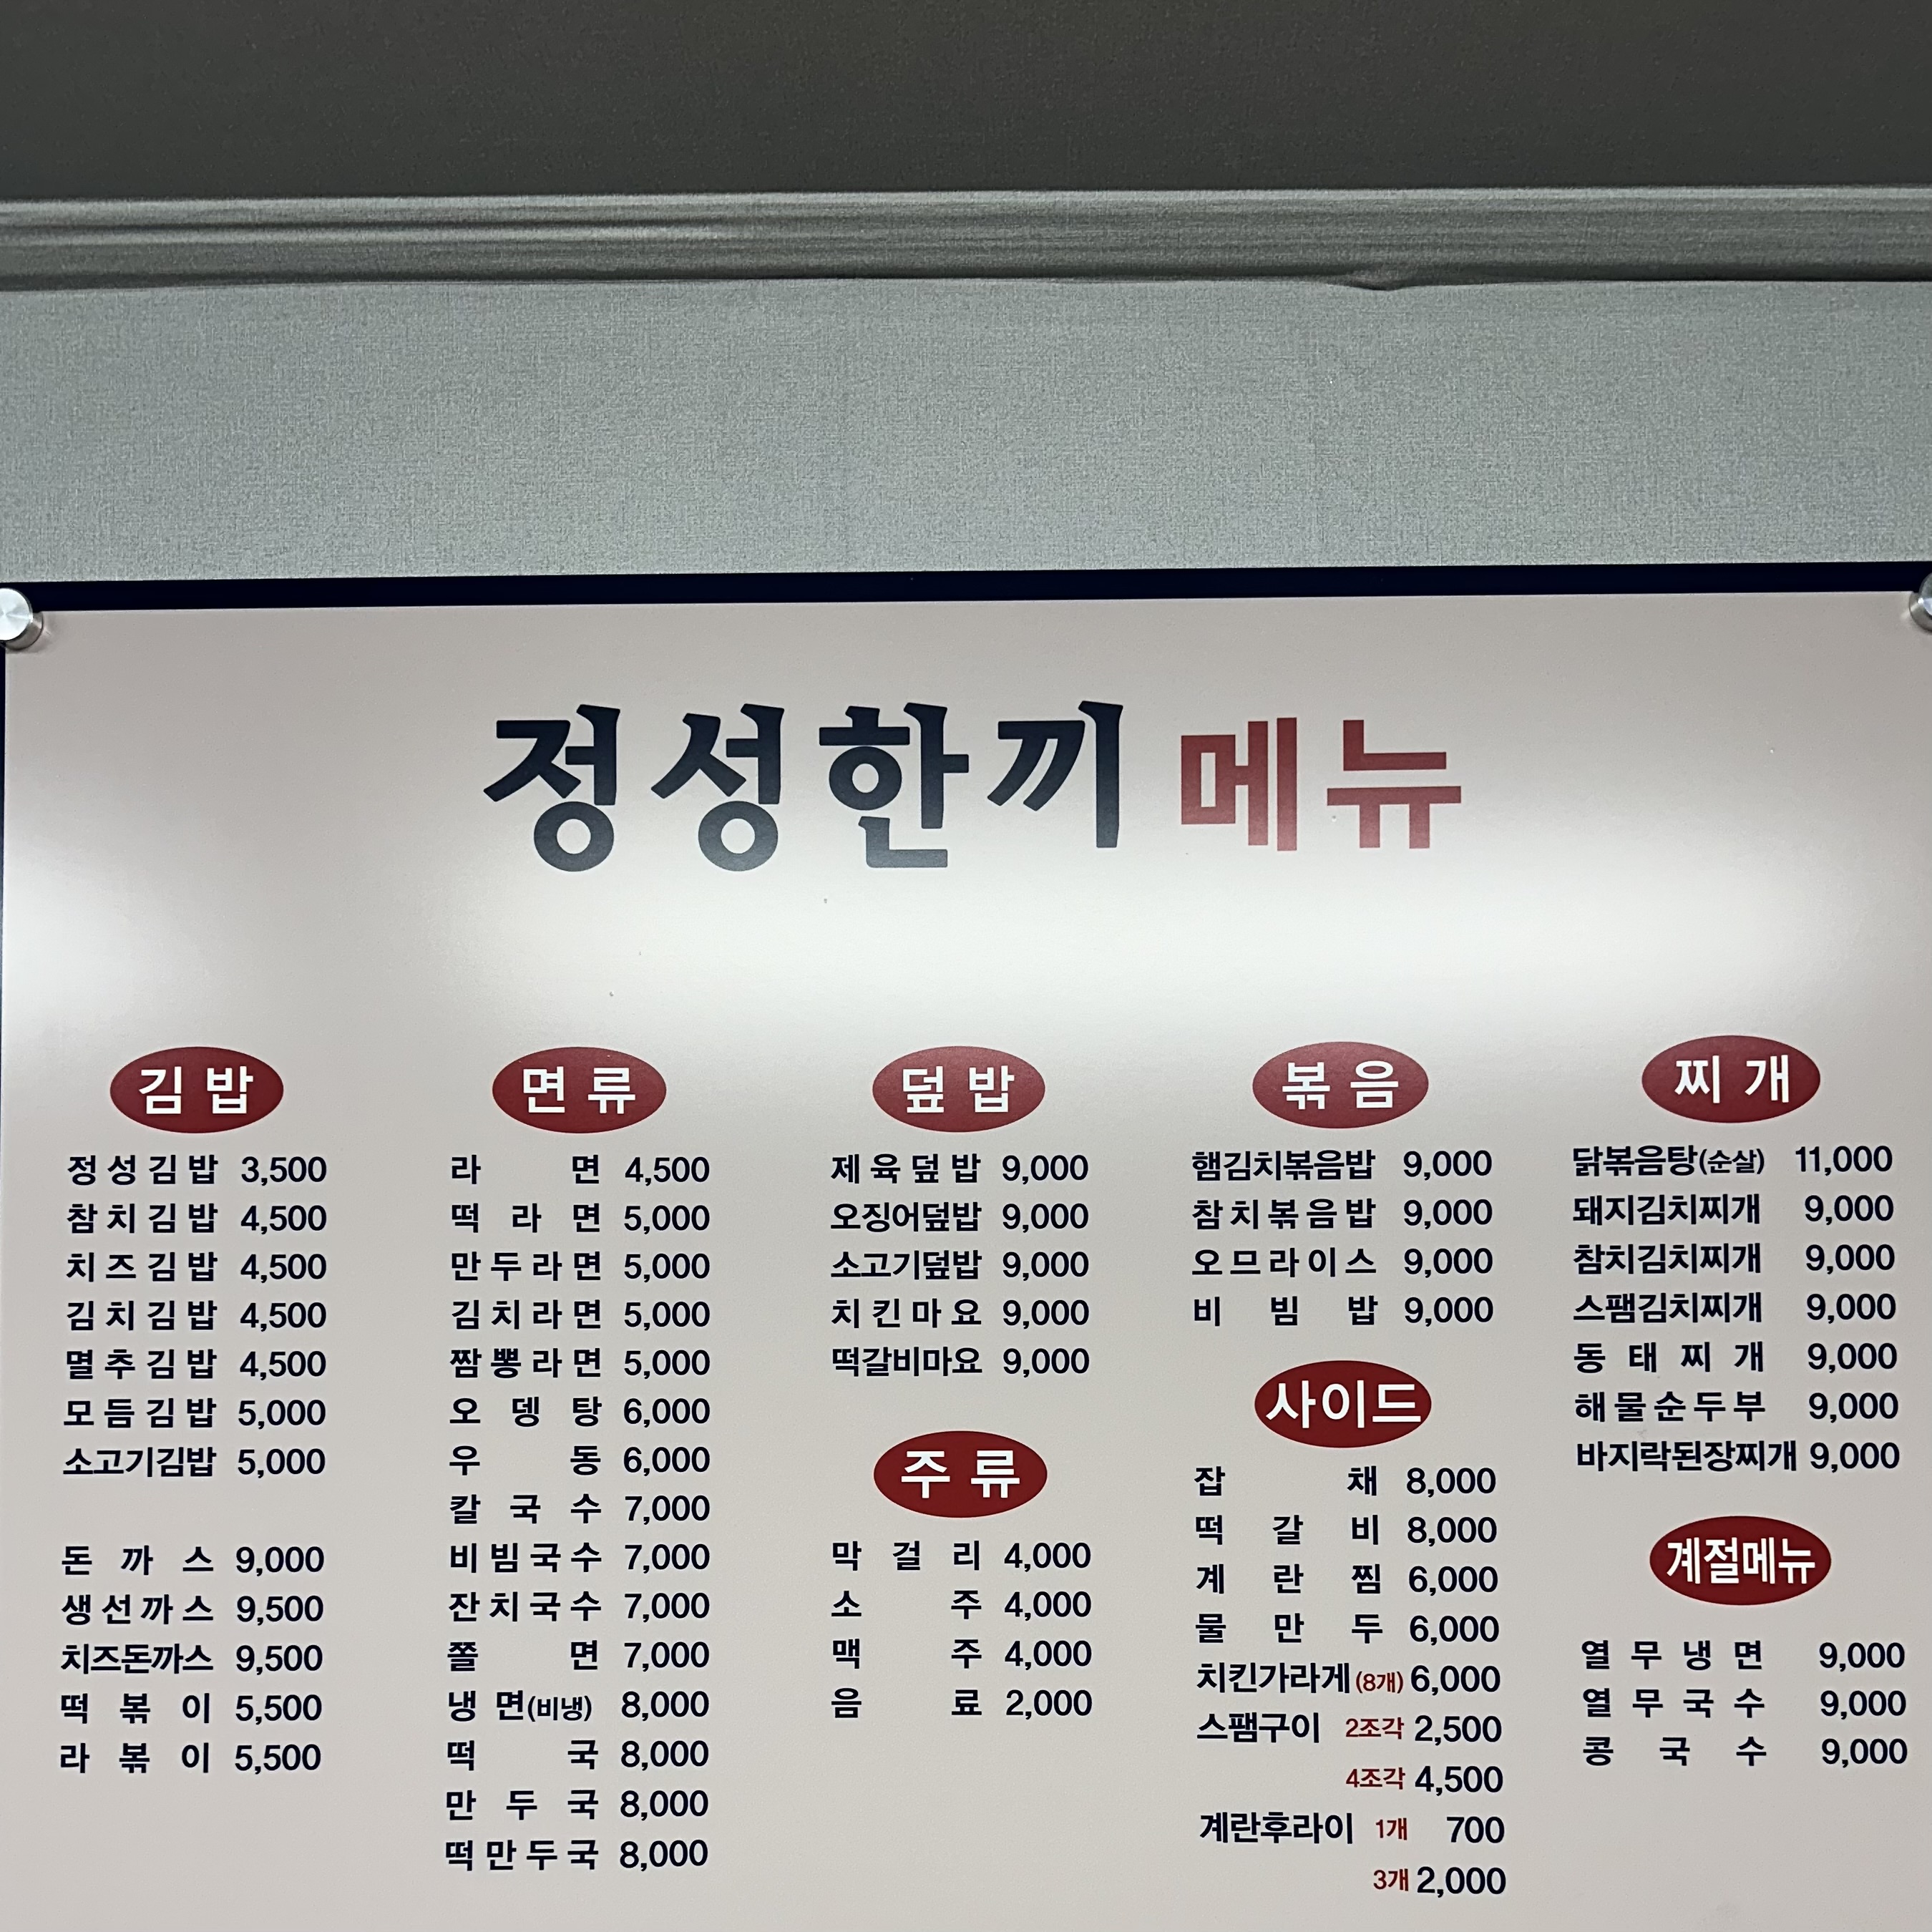 정성한끼 메뉴
김밥
정성김밥 3,500
참치김밥 4,500
치즈김밥 4,500
김치김밥 4,500
멸추김밥 4,500
모듬김밥 5,000
소고기김밥 5,000
돈까스 9,000
생선까스 9,500
치즈돈까스 9,500
떡볶이 5,500
라볶이 5,500
면류
라면 4,500
떡라면 5,000
만두라면 5,000
김치라면 5,000
짬뽕라면 5,000
오뎅탕 6,000
우동 6,000
칼국수 7,000
비빔국수 7,000
잔치국수 7,000
쫄면 7,000
냉면(비냉) 8,000
떡국 8,000
만두국 8,000
떡만두국 8,000
덮밥
제육덮밥 9,000
오징어덮밥 9,000
소고기덮밥 9,000
치킨마요 9,000
떡갈비마요 9,000
주류
막걸리 4,000
소주 4,000
맥주 4,000
음료 2,000
볶음
햄김치볶음밥 9,000
참치볶음밥 9,000
오므라이스 9,000
비빔밥 9,000
사이드
잡채 8,000
떡갈비 8,000
계란찜 6,000
물만두 6,000
치킨가라게(8개) 6,000
스팸구이 2조각 2,500
4조각 4,500
계란후라이 1개 700
3개 2,000
찌개
닭볶음탕(순살) 11,000
돼지김치찌개 9,000
참치김치찌개 9,000
스팸김치찌개 9,000
동태찌개 9,000
해물순두부 9,000
바지락된장찌개 9,000
계절메뉴
열무냉면 9,000
열무국수 9,000
콩국수 9,000